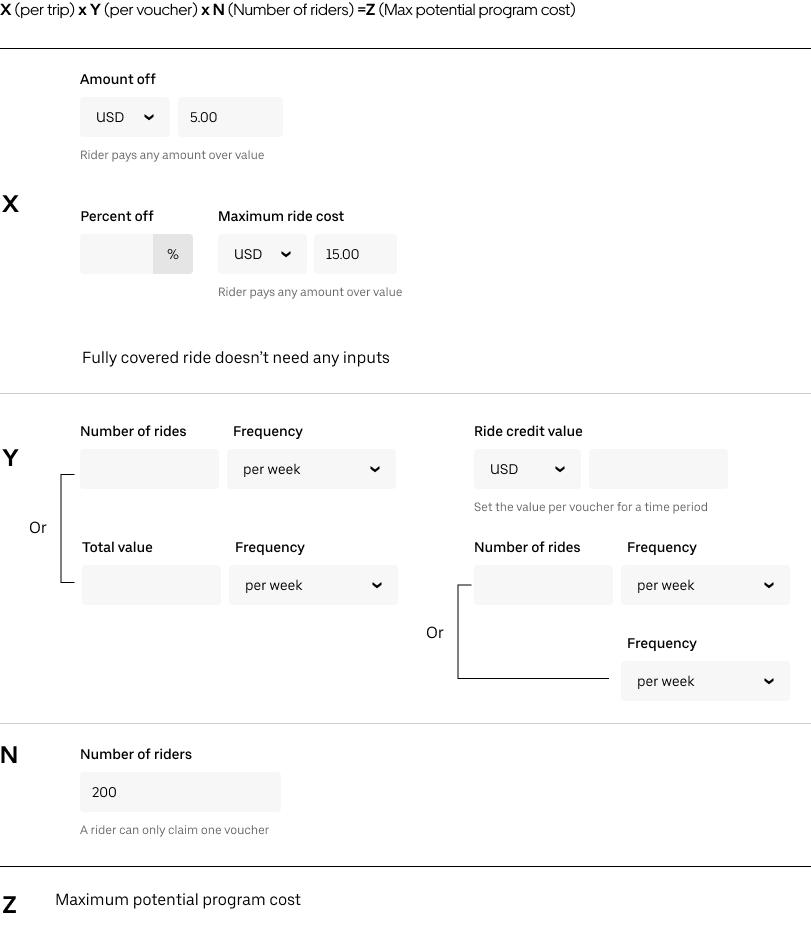 X (per trip) x Y (per voucher) x N (Number of riders) =Z (Max potential program cost)
Amount off
USD 5.00
Rider pays any amount over value
X
Percent off Maximum ride cost
% USD 15.00
Rider pays any amount over value
Fully covered ride doesn’t need any inputs
Y
Number of rides Frequency
per week
Or
Total value Frequency
per week
Ride credit value
USD
Set the value per voucher for a time period
Number of rides Frequency
per week
Or
Frequency
per week
N
Number of riders
200
A rider can only claim one voucher
Z Maximum potential program cost